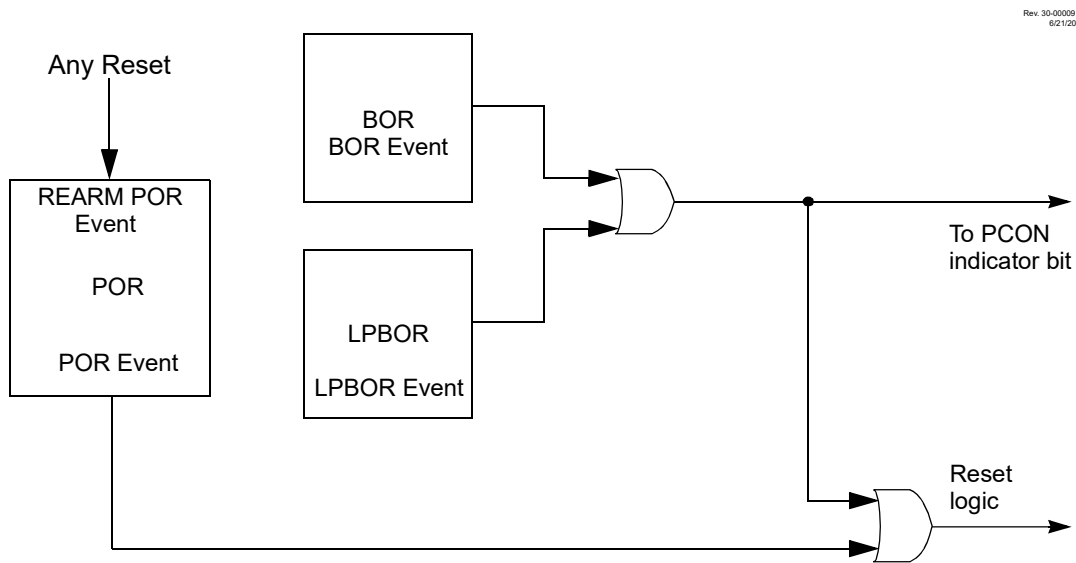 Rev. 30-00009
6/21/20
Any Reset
REARM POR
Event
POR
POR Event
BOR
BOR Event
LPBOR
LPBOR Event
To PCON
indicator bit
Reset
logic